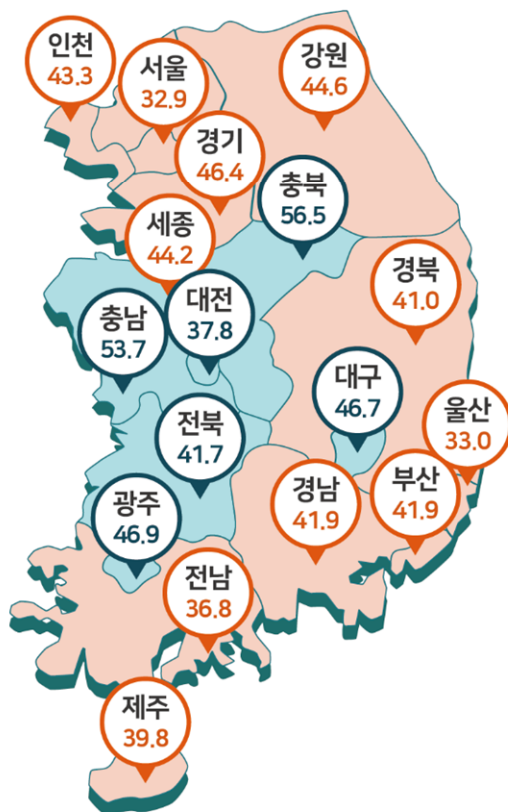 인천
43.3
서울
32.9
강원
44.6
경기
46.4
충북
56.5
세종
44.2
경북
41.0
대전
37.8
충남
53.7
대구
46.7
울산
33.0
전북
41.7
경남
41.9
부산
41.9
광주
46.9
전남
36.8
제주
39.8